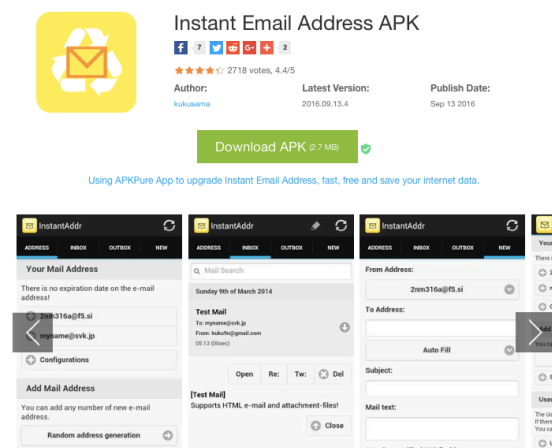 Instant Email Address APK
7
2
2718 votes, 4.4/5
Author:
Latest Version:
Publish Date:
kukusama
2016.09.13.4
Sep 13 2016
Download APK (2.7 MB)
Using APKPure App to upgrade Instant Email Address, fast, free and save your internet data.
InstantAddr
ADDRESS INBOX OUTBOX NEW
Your Mail Address
There is no expiration date on the e-mail
address!
2nm316a@f5.si
myname@svk.jp
Configurations
Add Mail Address
You can add any number of new e-mail
address.
Random address generation
InstantAddr
ADDRESS INBOX OUTBOX NEW
Mail Search
Sunday 9th of March 2014
Test Mail
To: myname@svk.jp
Open Re: Tw: Del
[Test Mail]
Supports HTML e-mail and attachment-files!
Close
InstantAddr
ADDRESS INBOX OUTBOX NEW
From Address:
2nm316a@f5.si
To Address:
Auto Fill
Subject:
Mail text: